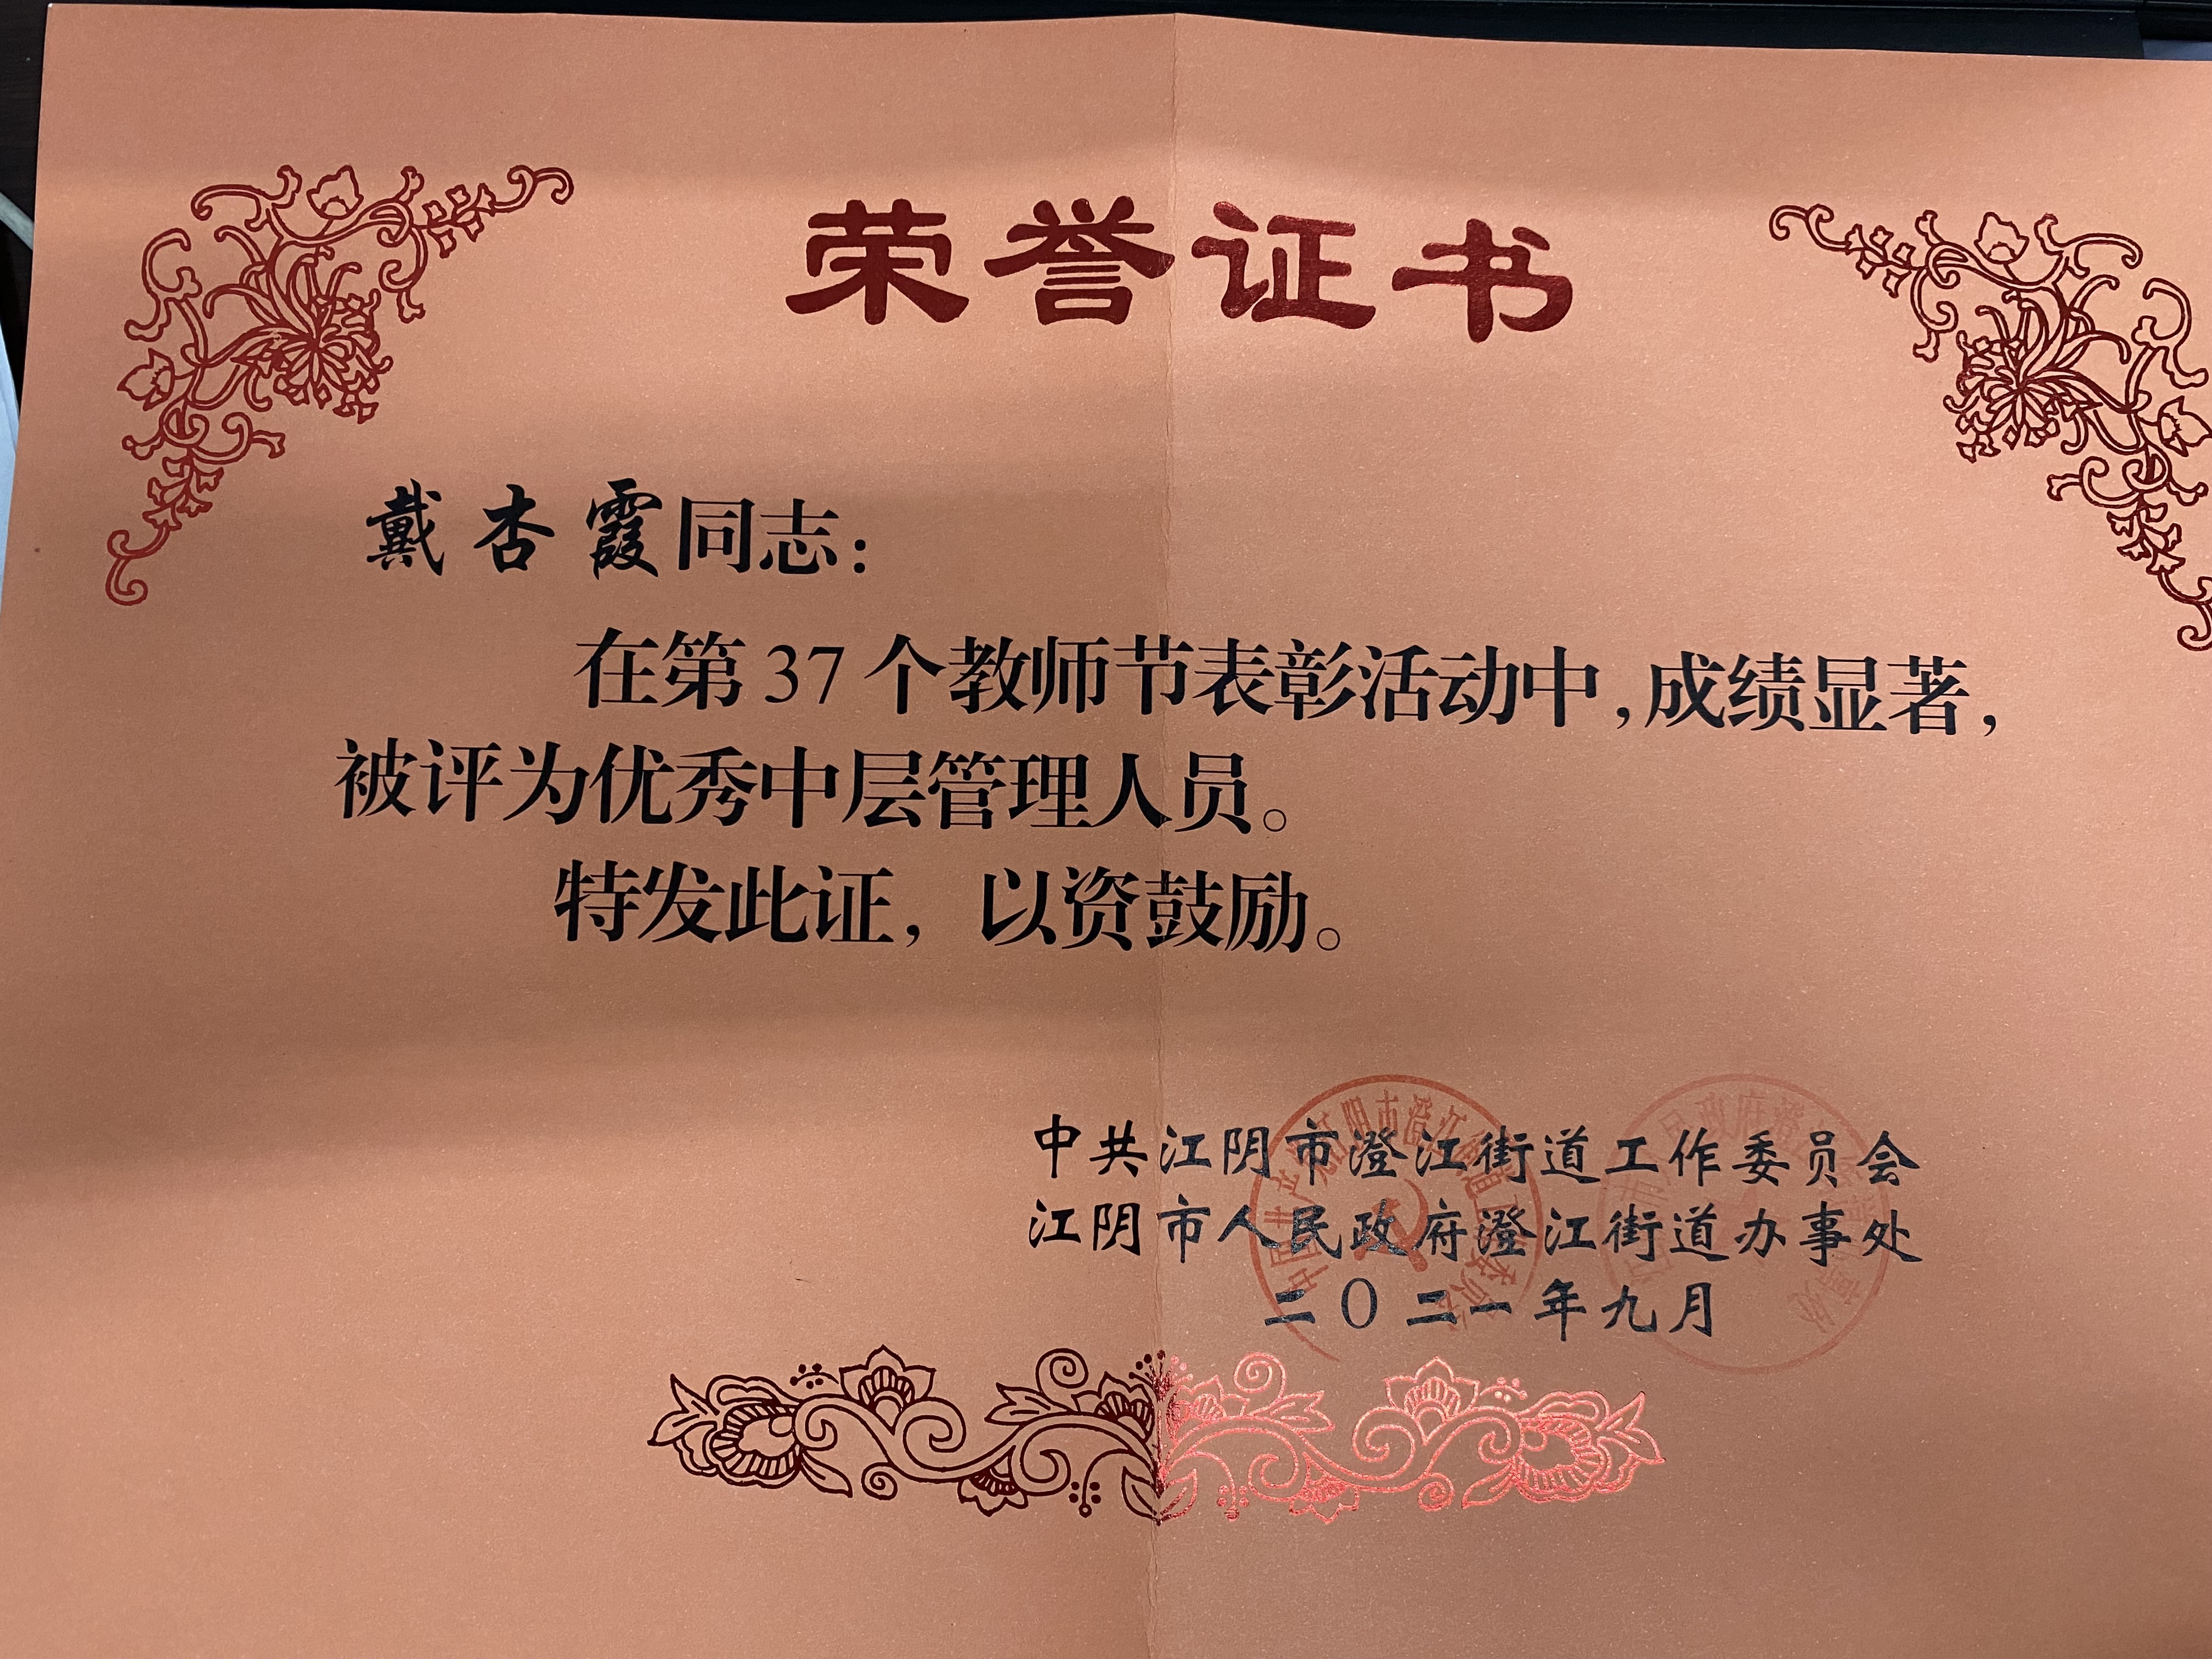 荣誉证书
戴杏霞同志：
在第37个教师节表彰活动中，成绩显著，
被评为优秀中层管理人员。
特发此证，以资鼓励。
中共江阴市澄江街道工作委员会
江阴市人民政府澄江街道办事处
二0二一年九月